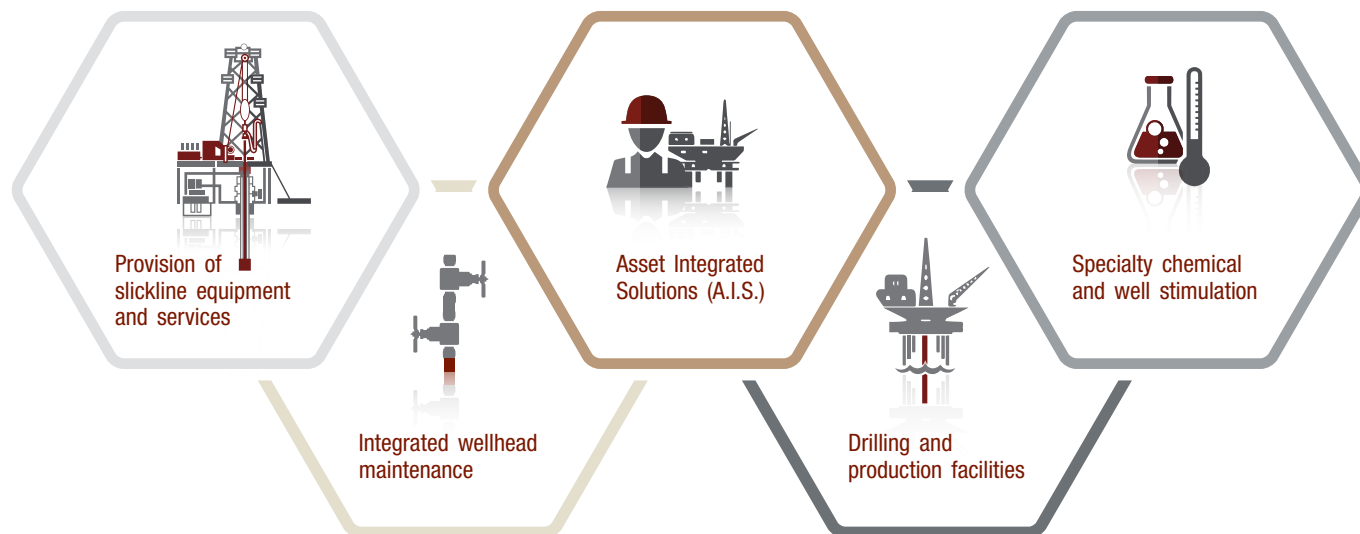 Provision of
slickline equipment
and services
Integrated wellhead
maintenance
Asset Integrated
Solutions (A.I.S.)
Drilling and
production facilities
Specialty chemical
and well stimulation